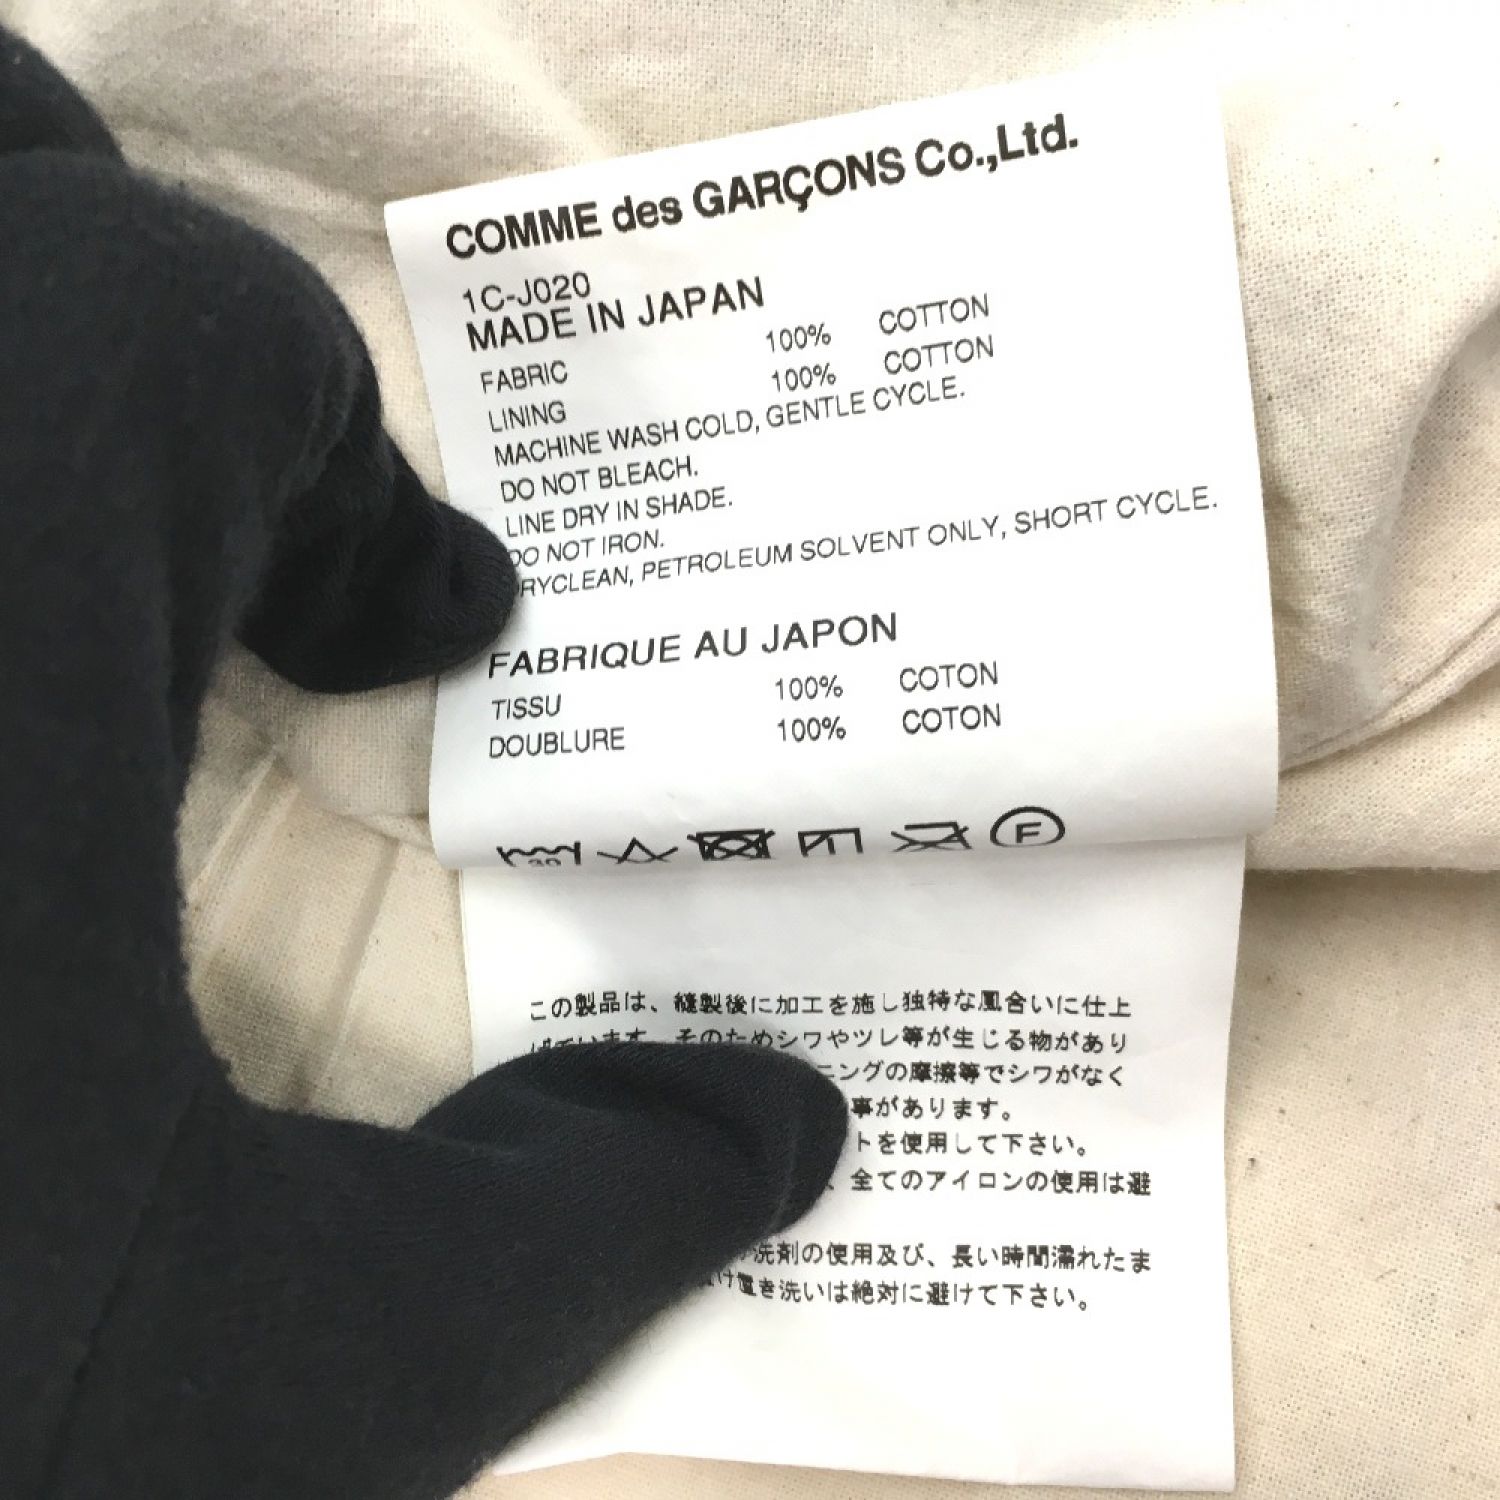 COMME des GARÇONS Co.,Ltd.
1C-J020
MADE IN JAPAN
FABRIC 100% COTTON
LINING 100% COTTON
MACHINE WASH COLD, GENTLE CYCLE.
DO NOT BLEACH.
LINE DRY IN SHADE.
DO NOT IRON.
RYCLEAN, PETROLEUM SOLVENT ONLY, SHORT CYCLE.
FABRIQUE AU JAPON
TISSU 100% COTON
DOUBLURE 100% COTON
30 F
この製品は、縫製後に加工を施し独特な風合いに仕上
げています。そのためシワやツレ等が生じる物があり
ニングの摩擦等でシワがなく
事があります。
トを使用して下さい。
、全てのアイロンの使用は避
洗剤の使用及び、長い時間濡れたま
け置き洗いは絶対に避けて下さい。